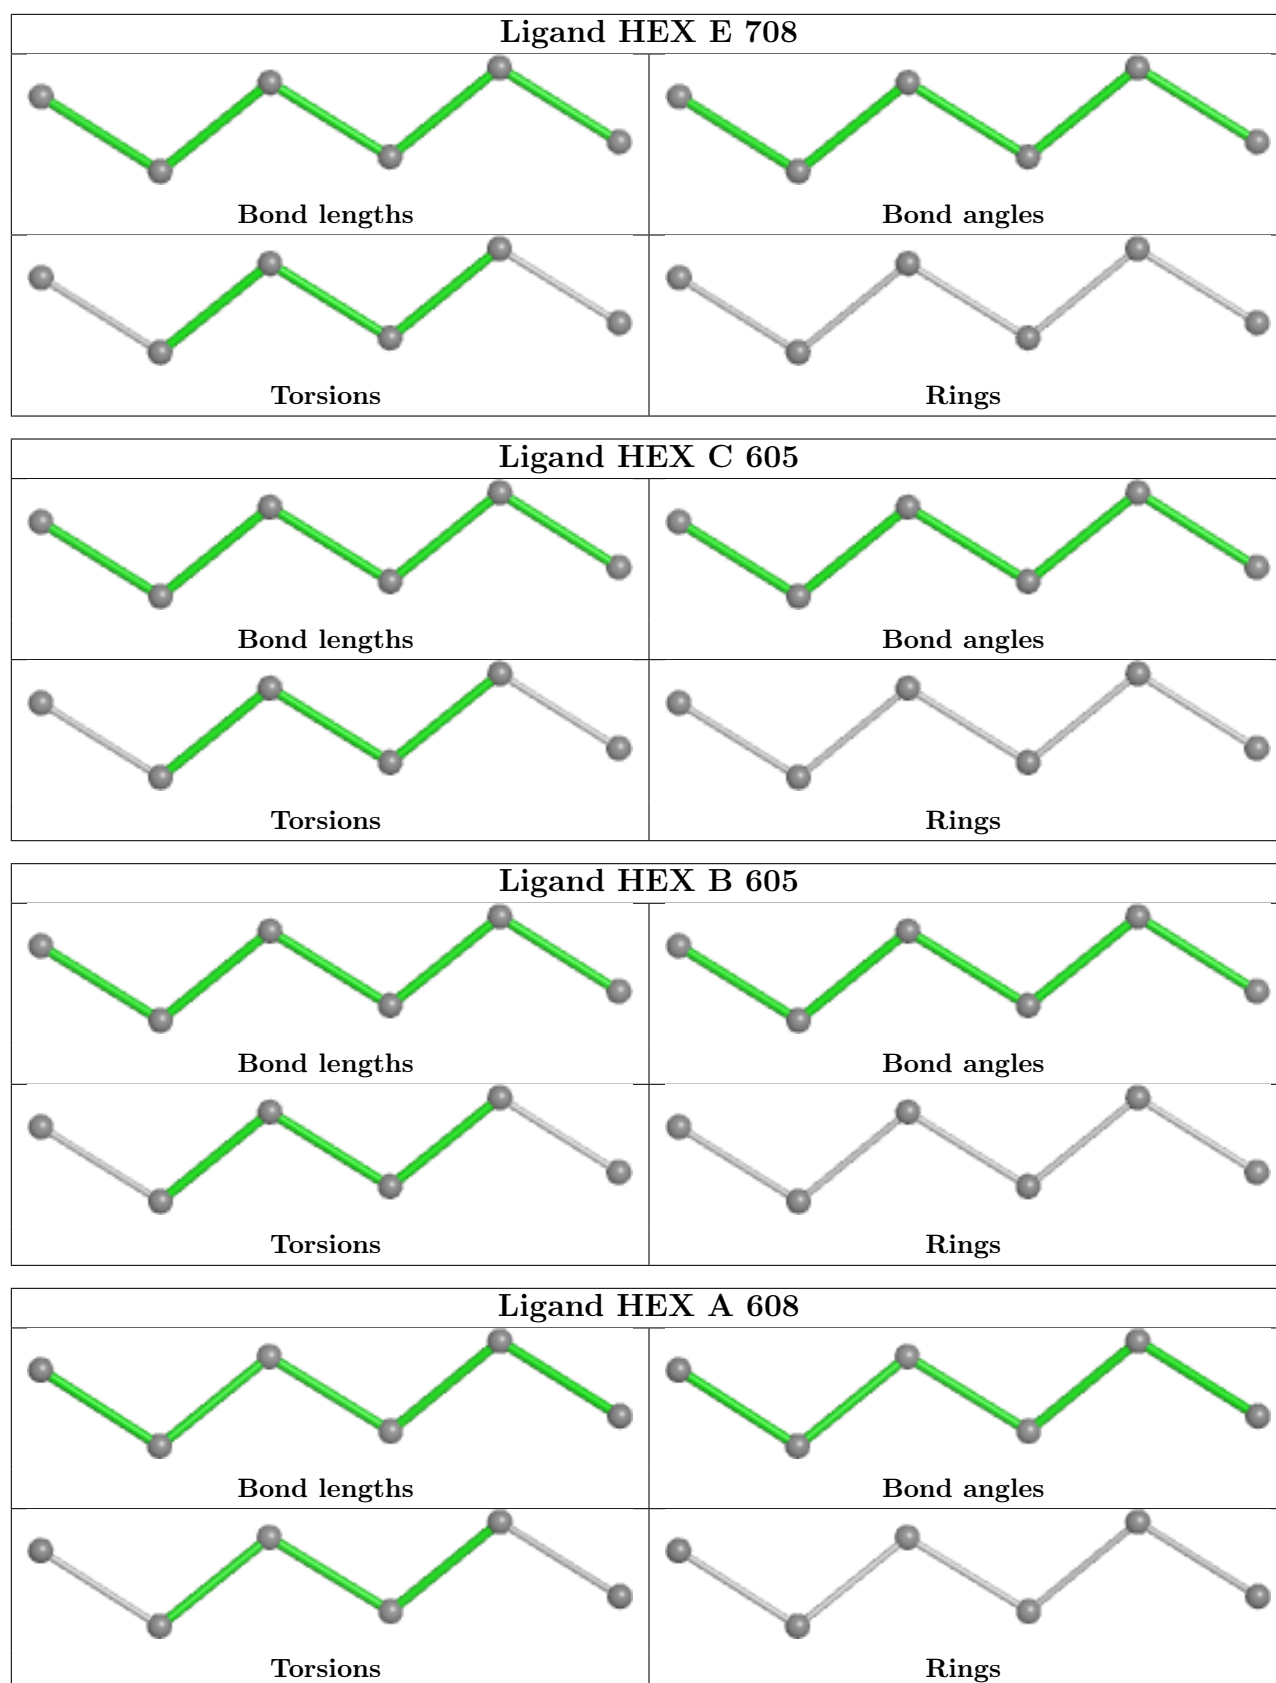 Ligand HEX E 708
Bond lengths
Bond angles
Torsions
Rings
Ligand HEX C 605
Bond lengths
Bond angles
Torsions
Rings
Ligand HEX B 605
Bond lengths
Bond angles
Torsions
Rings
Ligand HEX A 608
Bond lengths
Bond angles
Torsions
Rings